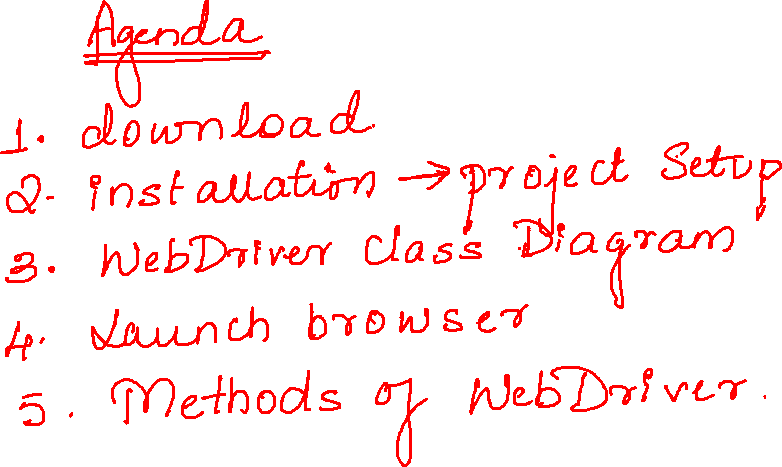 Agenda
1. download
2. installation → project Setup
3. WebDriver class Diagram
4. Launch browser
5. Methods of WebDriver.